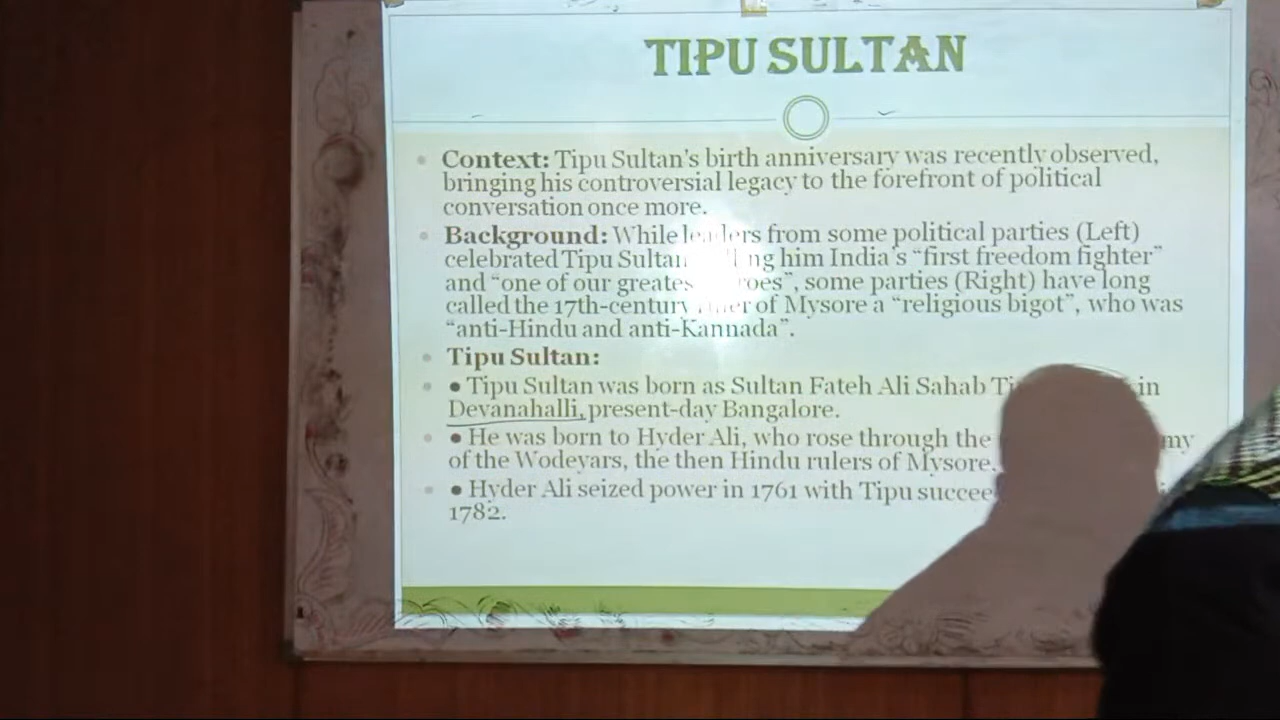 TIPU SULTAN
Context: Tipu Sultan's birth anniversary was recently observed,
bringing his controversial legacy to the forefront of political
conversation once more.
Background: While leaders from some political parties (Left)
celebrated Tipu Sultan him India's "first freedom fighter"
and "one of our greates", some parties (Right) have long
called the 17th-century of Mysore a "religious bigot", who was
"anti-Hindu and anti-Kannada".
Tipu Sultan:
● Tipu Sultan was born as Sultan Fateh Ali Sahab in
Devanahalli, present-day Bangalore.
● He was born to Hyder Ali, who rose through the
of the Wodeyars, the then Hindu rulers of Mysore.
● Hyder Ali seized power in 1761 with Tipu
1782.